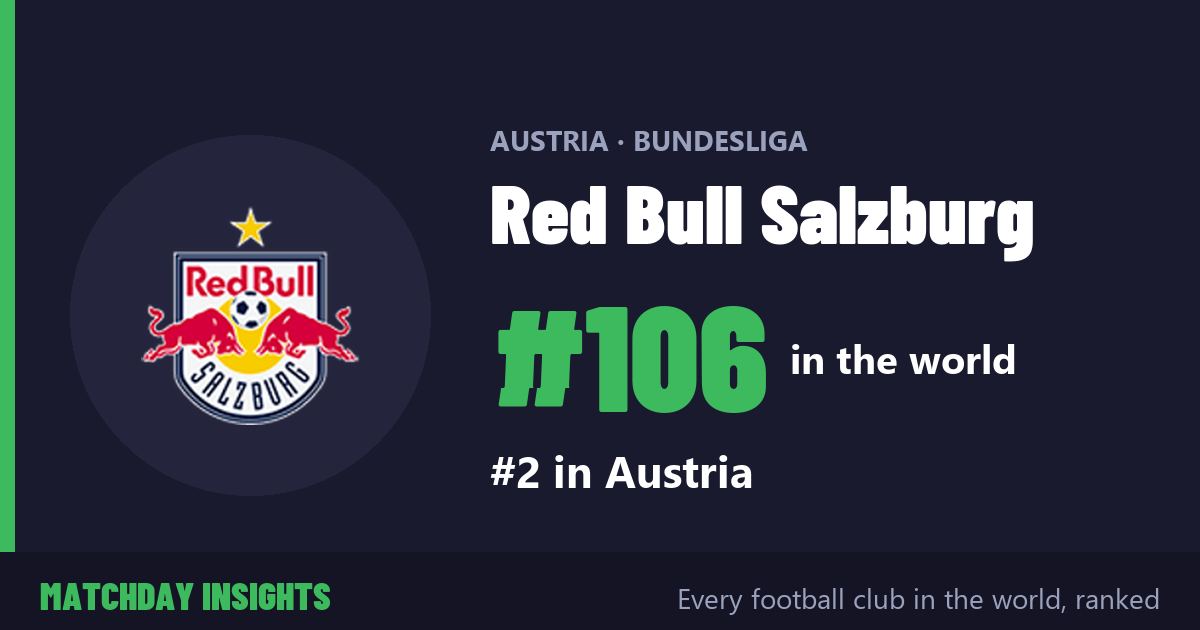 AUSTRIA · BUNDESLIGA
Red Bull Salzburg
Red Bull
SALZBURG
#106 in the world
#2 in Austria
MATCHDAY INSIGHTS
Every football club in the world, ranked